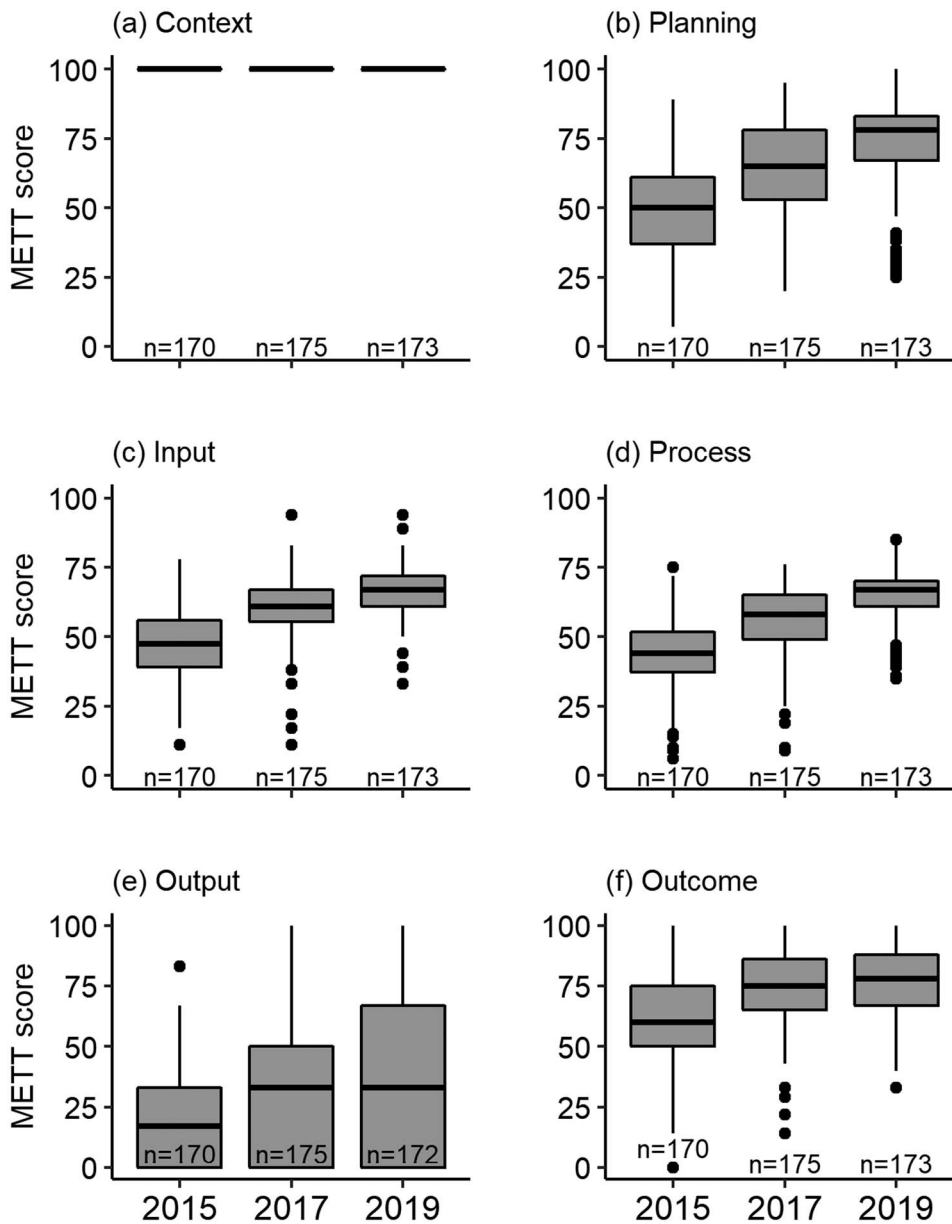 (a) Context
(b) Planning
METT score
100
75
50
25
0
n=170
n=175
n=173
100
75
50
25
0
n=170
n=175
n=173
(c) Input
(d) Process
METT score
100
75
50
25
0
n=170
n=175
n=173
100
75
50
25
0
n=170
n=175
n=173
(e) Output
(f) Outcome
METT score
100
75
50
25
0
n=170
n=175
n=172
2015
2017
2019
100
75
50
25
0
n=170
n=175
n=173
2015
2017
2019